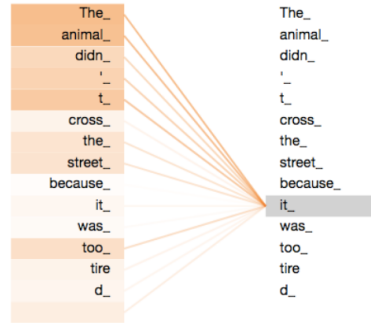 The_ The_
animal_ animal_
didn_ didn_
'_ '_
t_ t_
cross_ cross_
the_ the_
street_ street_
because_ because_
it_ it_
was_ was_
too_ too_
tire tire
d_ d_